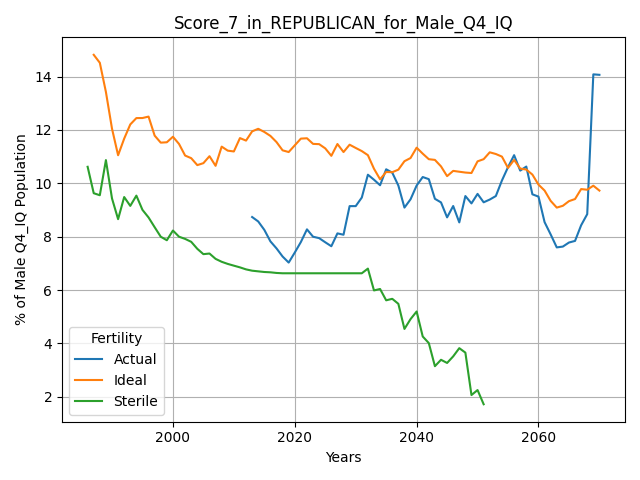 Score_7_in_REPUBLICAN_for_Male_Q4_IQ
% of Male Q4_IQ Population
14
12
10
8
6
4
2
Fertility
Actual
Ideal
Sterile
2000
2020
2040
2060
Years